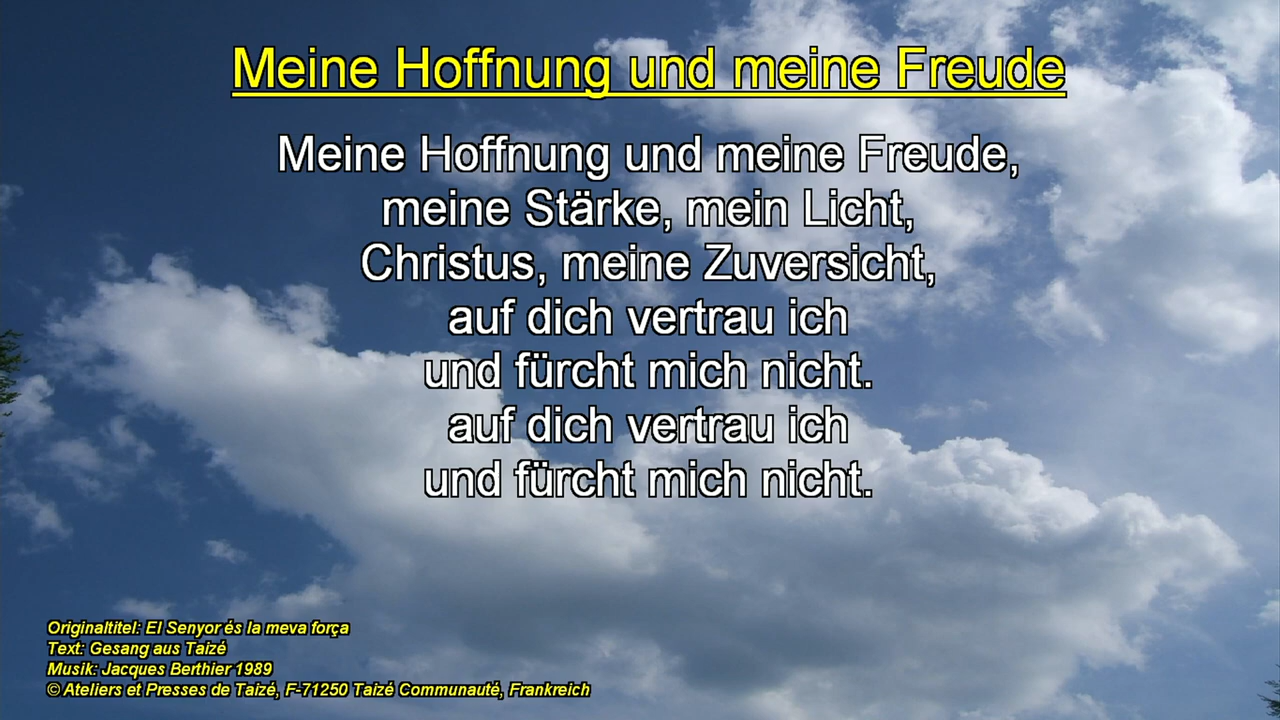 Meine Hoffnung und meine Freude
Meine Hoffnung und meine Freude,
meine Stärke, mein Licht,
Christus, meine Zuversicht,
auf dich vertrau ich
und fürcht mich nicht.
auf dich vertrau ich
und fürcht mich nicht.
Originaltitel: El Senyor és la meva força
Text: Gesang aus Taizé
Musik: Jacques Berthier 1989
© Ateliers et Presses de Taizé, F-71250 Taizé Communauté, Frankreich